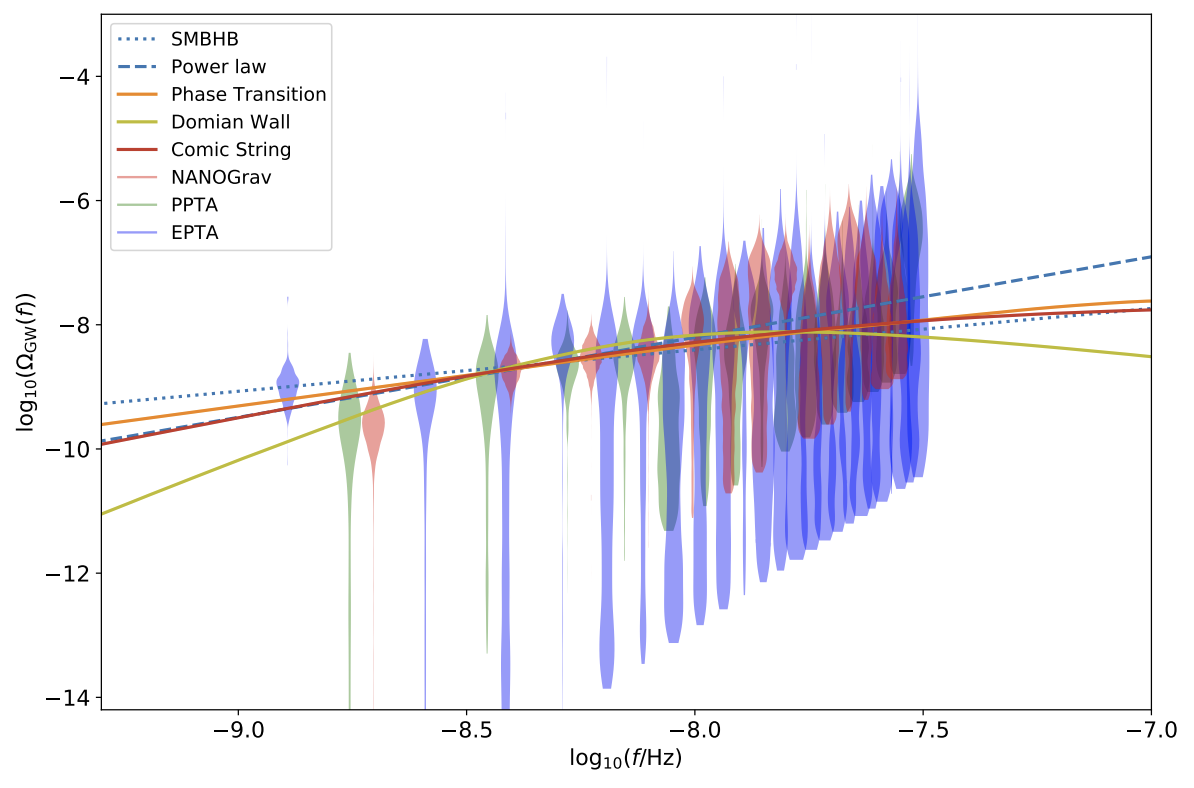 SMBHB
Power law
Phase Transition
Domian Wall
Comic String
NANOGrav
PPTA
EPTA
log₁₀(Ω_GW(f))
−4
−6
−8
−10
−12
−14
−9.0 −8.5 −8.0 −7.5 −7.0
log₁₀(f/Hz)